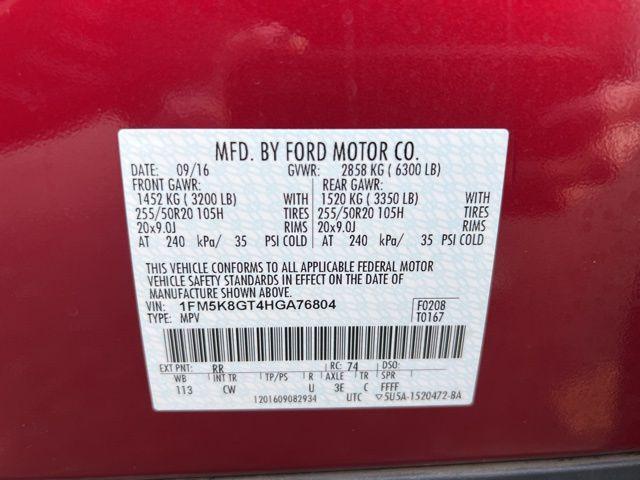 MFD. BY FORD MOTOR CO.
DATE: 09/16 GVWR: 2858 KG ( 6300 LB)
FRONT GAWR: REAR GAWR:
1452 KG ( 3200 LB) WITH 1520 KG ( 3350 LB) WITH
255/50R20 105H TIRES 255/50R20 105H TIRES
20x9.0J RIMS 20x9.0J RIMS
AT 240 kPa/ 35 PSI COLD AT 240 kPa/ 35 PSI COLD
THIS VEHICLE CONFORMS TO ALL APPLICABLE FEDERAL MOTOR
VEHICLE SAFETY STANDARDS IN EFFECT ON THE DATE OF
MANUFACTURE SHOWN ABOVE.
VIN: 1FM5K8GT4HGA76804 F0208
TYPE: MPV T0167
EXT PNT: RR RC: 74 DSO:
WB INT TR TP/PS R AXLE TR SPR
113 CW U 3E C FFFF
1201609082934 UTC ▽5U5A-1520472-BA